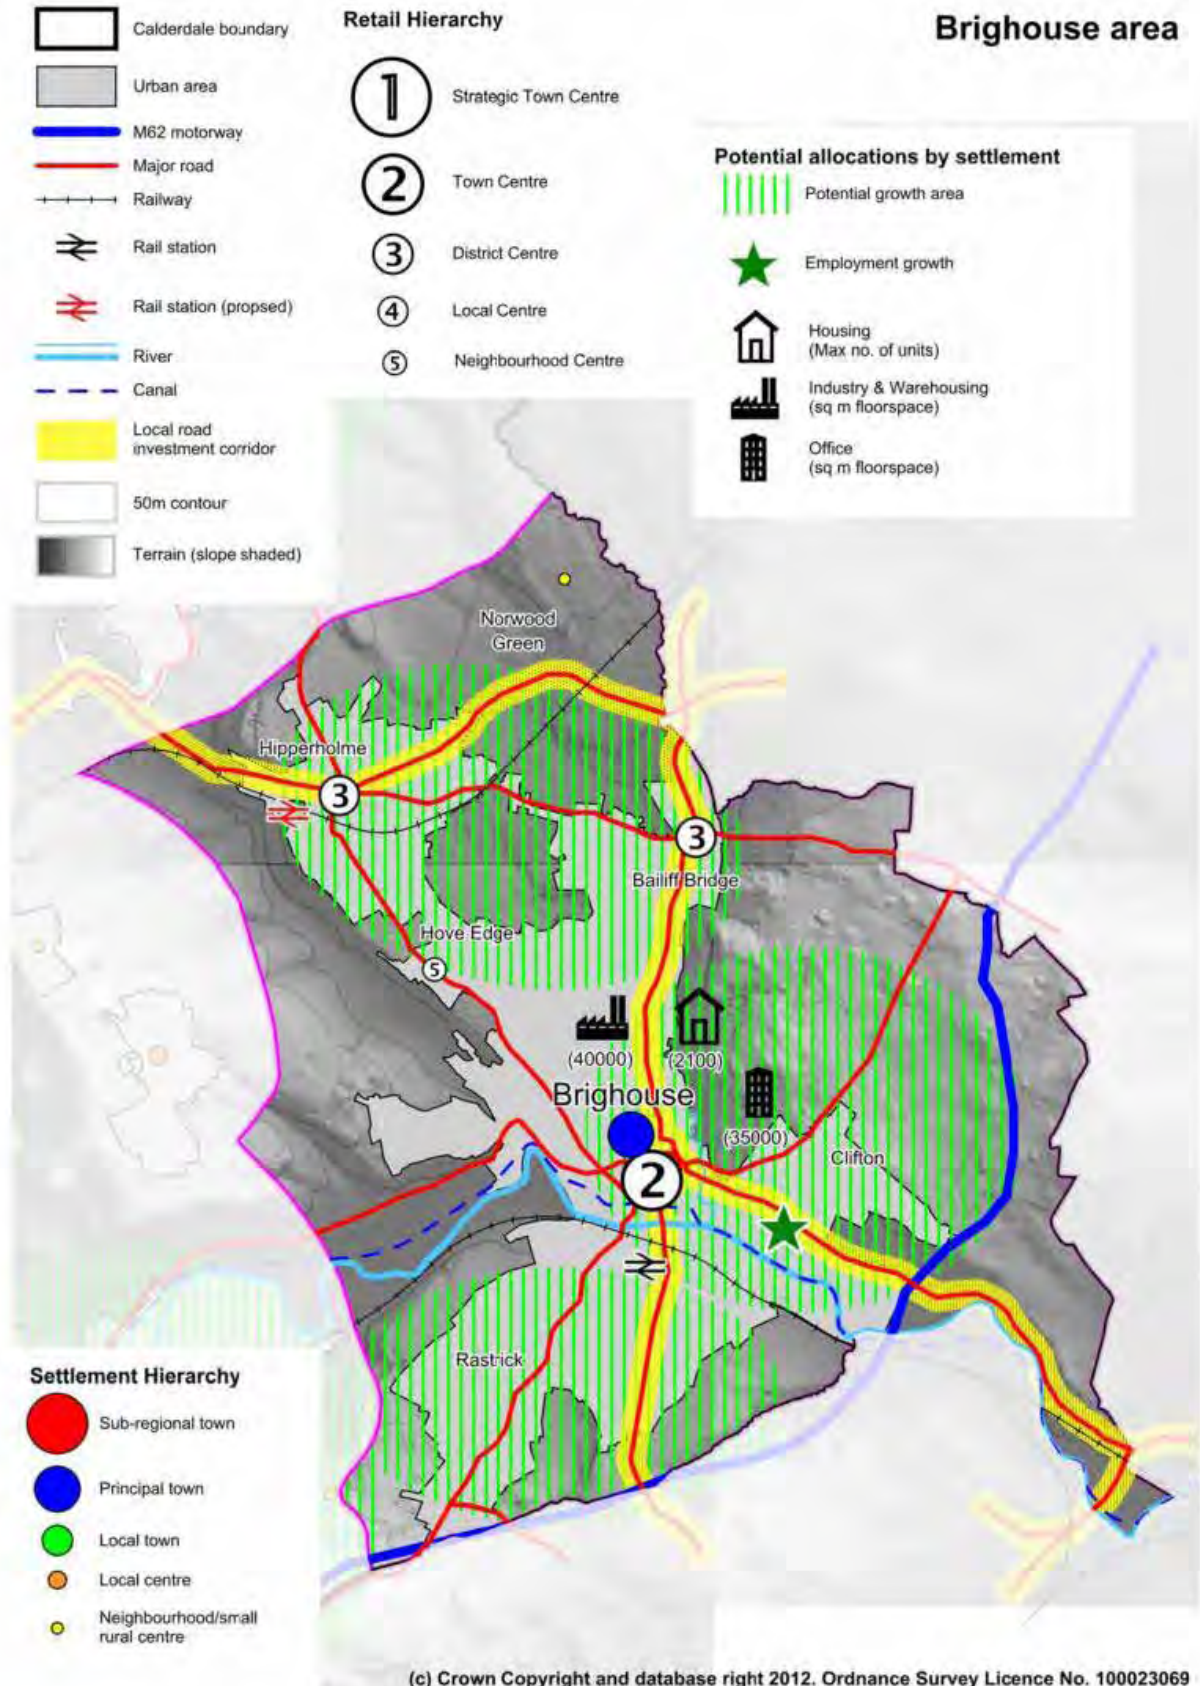 Brighouse area
Calderdale boundary
Urban area
M62 motorway
Major road
Railway
Rail station
Rail station (propsed)
River
Canal
Local road
investment corridor
50m contour
Terrain (slope shaded)
Retail Hierarchy
1
Strategic Town Centre
2
Town Centre
3
District Centre
4
Local Centre
5
Neighbourhood Centre
Potential allocations by settlement
Potential growth area
Employment growth
Housing
(Max no. of units)
Industry & Warehousing
(sq m floorspace)
Office
(sq m floorspace)
Norwood
Green
Hipperholme
3
3
Bailiff Bridge
Hove Edge
5
(40000)
(2100)
Brighouse
(35000)
Clifton
2
Rastrick
Settlement Hierarchy
Sub-regional town
Principal town
Local town
Local centre
Neighbourhood/small
rural centre
(c) Crown Copyright and database right 2012. Ordnance Survey Licence No. 100023069